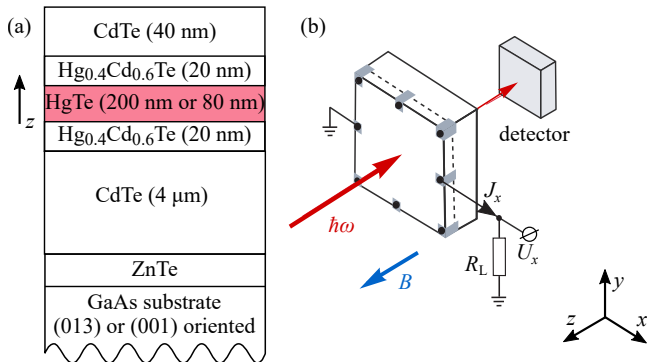 (a)
CdTe (40 nm)
Hg0.4Cd0.6Te (20 nm)
HgTe (200 nm or 80 nm)
Hg0.4Cd0.6Te (20 nm)
z
CdTe (4 μm)
ZnTe
GaAs substrate
(013) or (001) oriented
(b)
detector
Jx
ħω
Ux
RL
B
y
z
x